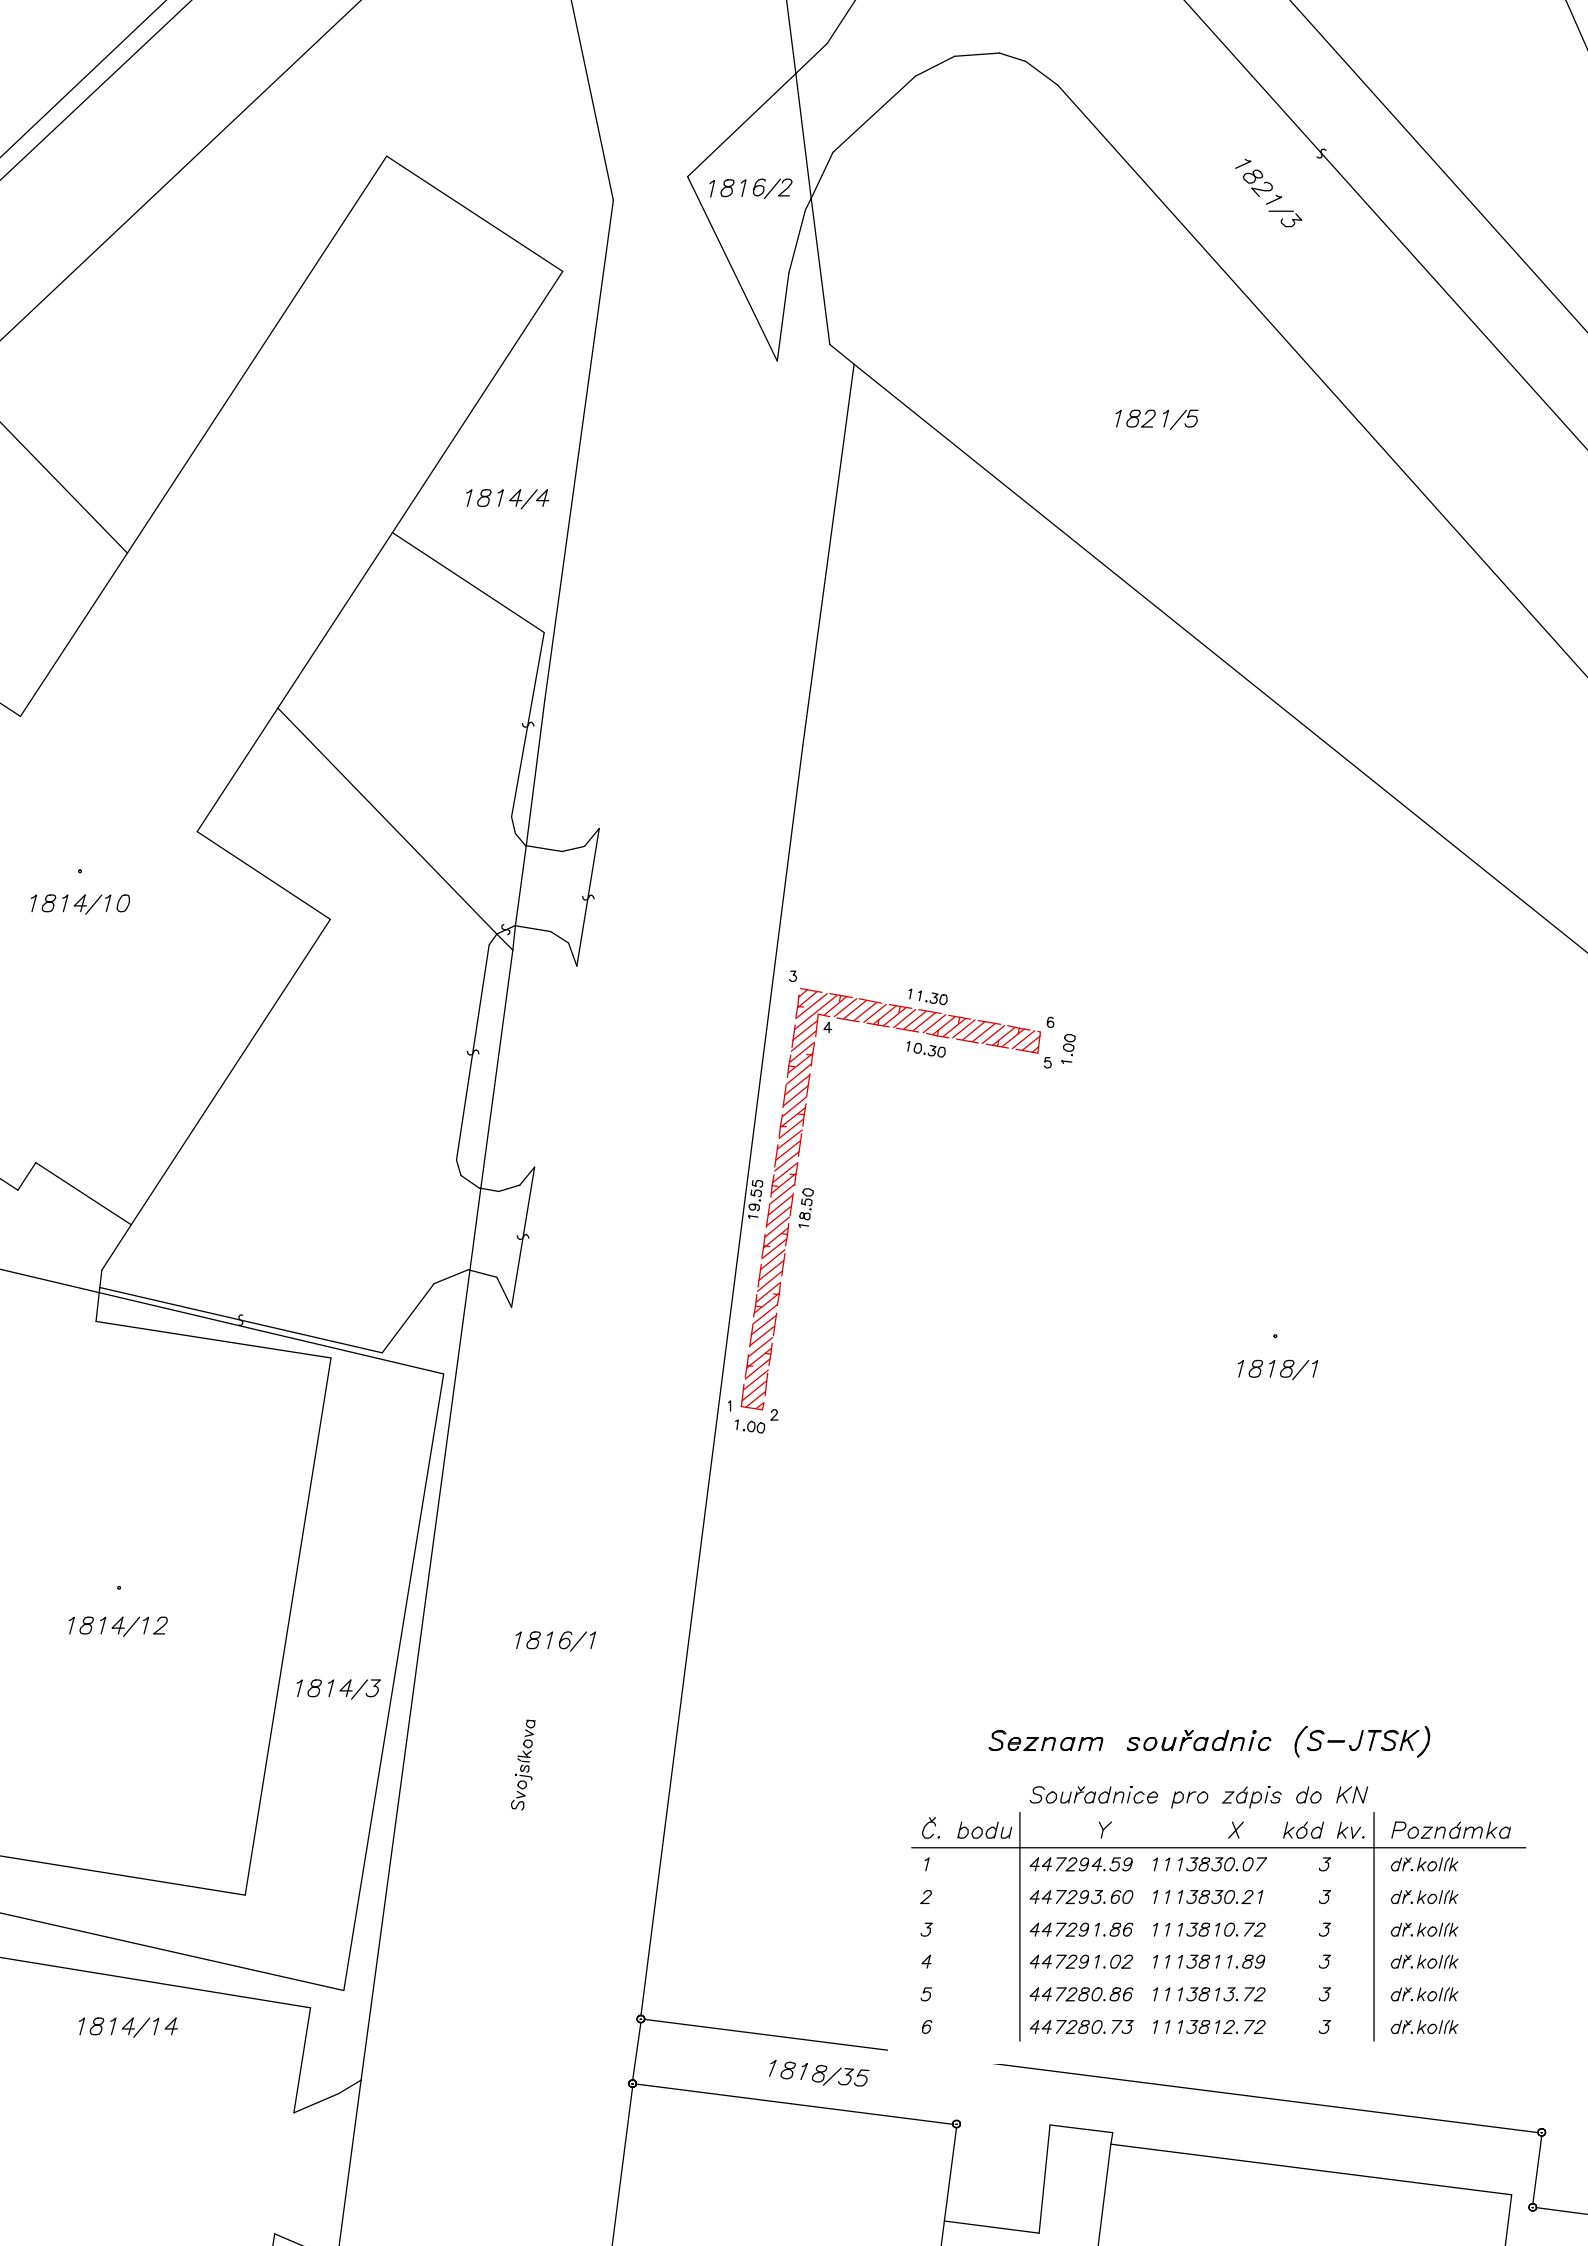 1816/2
1821/3
1821/5
1814/4
1814/10
3
11.30
6
4
10.30
1.00
5
19.55
18.50
1818/1
1
2
1.00
1814/12
1816/1
1814/3
Svojsíkova
Seznam souřadnic (S-JTSK)
Souřadnice pro zápis do KN
Č. bodu Y X kód kv. Poznámka
1 447294.59 1113830.07 3 dř.kolík
2 447293.60 1113830.21 3 dř.kolík
3 447291.86 1113810.72 3 dř.kolík
4 447291.02 1113811.89 3 dř.kolík
5 447280.86 1113813.72 3 dř.kolík
6 447280.73 1113812.72 3 dř.kolík
1814/14
1818/35